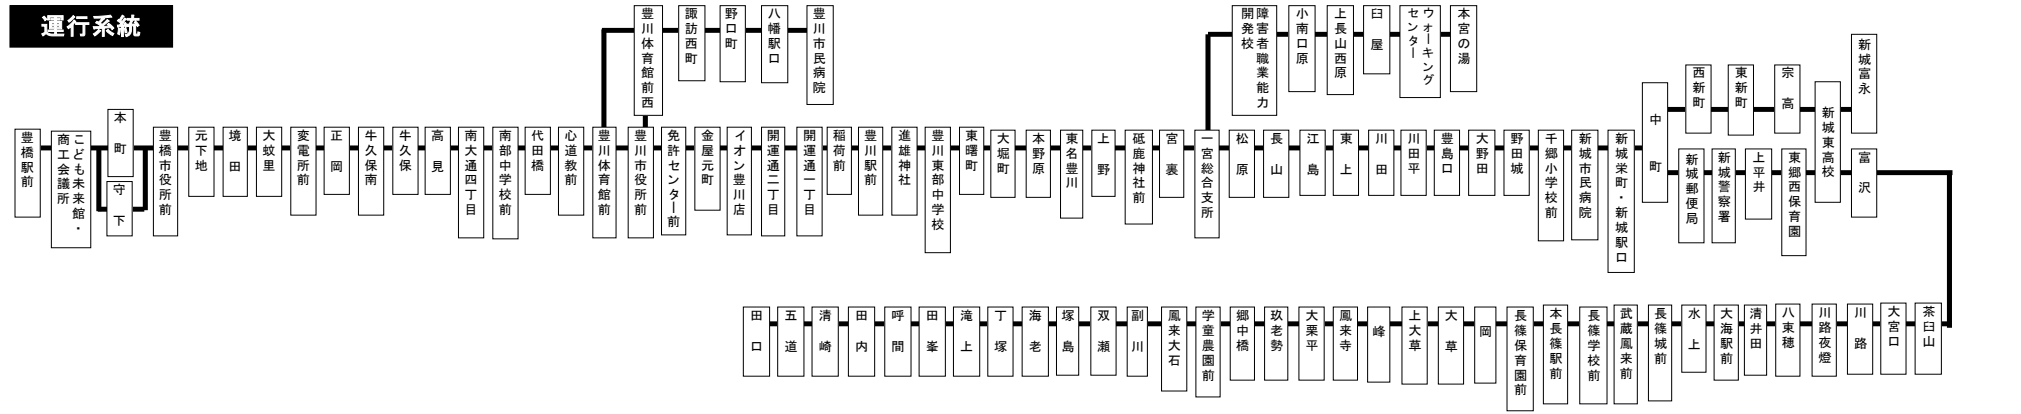 運行系統
豊川体育館前西
諏訪西町
野口町
八幡駅口
豊川市民病院
障害者職業能力
開発校
小南口原
上長山西原
臼屋
ウォーキング
センター
本宮の湯
豊橋駅前
こども未来館・
商工会議所
本町
守下
豊橋市役所前
元下地
境田
大蚊里
変電所前
正岡
牛久保南
牛久保
高見
南大通四丁目
南部中学校前
代田橋
心道教前
豊川体育館前
豊川市役所前
免許センター前
金屋元町
イオン豊川店
開運通二丁目
開運通一丁目
稲荷前
豊川駅前
進雄神社
豊川東部中学校
東曙町
大堀町
本野原
東名豊川
上野
砥鹿神社前
宮裏
一宮総合支所
松原
長山
江島
東上
川田
川田平
豊島口
大野田
野田城
千郷小学校前
新城市民病院
新城栄町・新城駅口
中町
西新町
東新町
宗高
新城東高校
新城富永
新城郵便局
新城警察署
上平井
東郷西保育園
富沢
田口
五道
清崎
田内
呼間
田峯
滝上
丁塚
海老
塚島
双瀬
副川
鳳来大石
学童農園前
郷中橋
玖老勢
大栗平
鳳来寺
峰
上大草
大草
岡
長篠保育園前
本長篠駅前
長篠学校前
武蔵鳳来前
長篠城前
水上
大海駅前
清井田
八束穂
川路夜燈
川路
大宮口
茶臼山